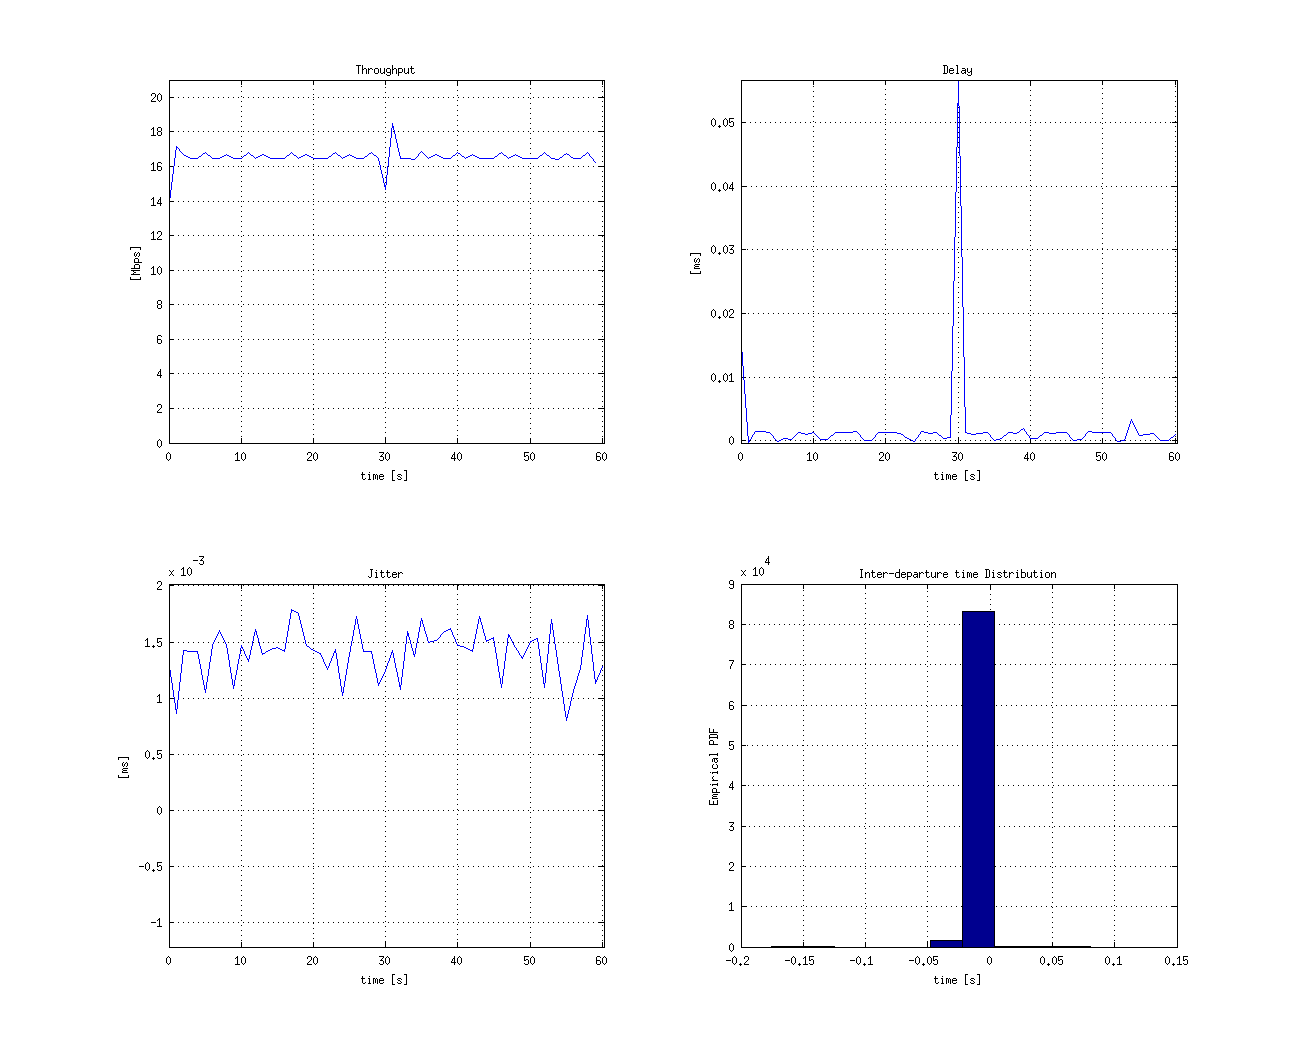 Throughput
20
18
16
14
12
10
8
6
4
2
0
[Mbps]
0 10 20 30 40 50 60
time [s]
Delay
0.05
0.04
0.03
0.02
0.01
0
[ms]
0 10 20 30 40 50 60
time [s]
x 10^-3
Jitter
2
1.5
1
0.5
0
-0.5
-1
[ms]
0 10 20 30 40 50 60
time [s]
x 10^4
Inter-departure time Distribution
9
8
7
6
5
4
3
2
1
0
Empirical PDF
-0.2 -0.15 -0.1 -0.05 0 0.05 0.1 0.15
time [s]